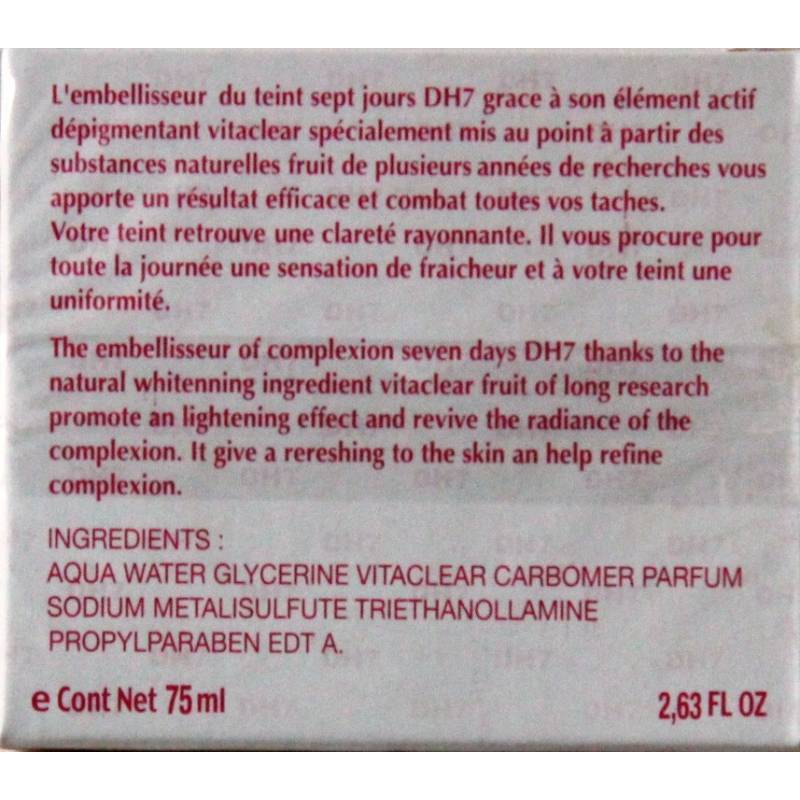 L'embellisseur du teint sept jours DH7 grace à son élément actif
dépigmentant vitaclear spécialement mis au point à partir des
substances naturelles fruit de plusieurs années de recherches vous
apporte un résultat efficace et combat toutes vos taches.
Votre teint retrouve une clareté rayonnante. Il vous procure pour
toute la journée une sensation de fraicheur et à votre teint une
uniformité.
The embellisseur of complexion seven days DH7 thanks to the
natural whitenning ingredient vitaclear fruit of long research
promote an lightening effect and revive the radiance of the
complexion. It give a rereshing to the skin an help refine
complexion.
INGREDIENTS :
AQUA WATER GLYCERINE VITACLEAR CARBOMER PARFUM
SODIUM METALISULFUTE TRIETHANOLLAMINE
PROPYLPARABEN EDT A.
e Cont Net 75 ml
2,63 FL OZ